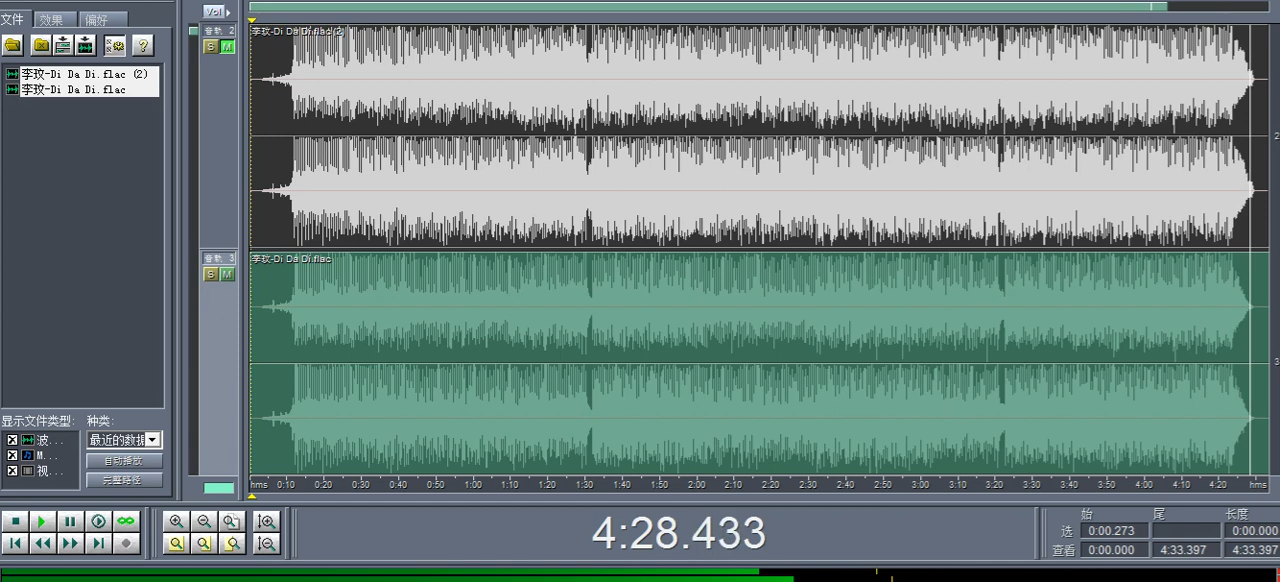 文件 效果 偏好
Vol
音轨 2
S M
李玟-Di Da Di.flac (2)
李玟-Di Da Di.flac (2)
李玟-Di Da Di.flac
2
音轨 3
S M
李玟-Di Da Di.flac
3
显示文件类型: 种类:
波... 最近的数据
M...
自动播放
视...
完整路径
hms 0:10 0:20 0:30 0:40 0:50 1:00 1:10 1:20 1:30 1:40 1:50 2:00 2:10 2:20 2:30 2:40 2:50 3:00 3:10 3:20 3:30 3:40 3:50 4:00 4:10 4:20 hms
4:28.433
始 尾 长度
选 0:00.273 0:00.000
查看 0:00.000 4:33.397 4:33.397